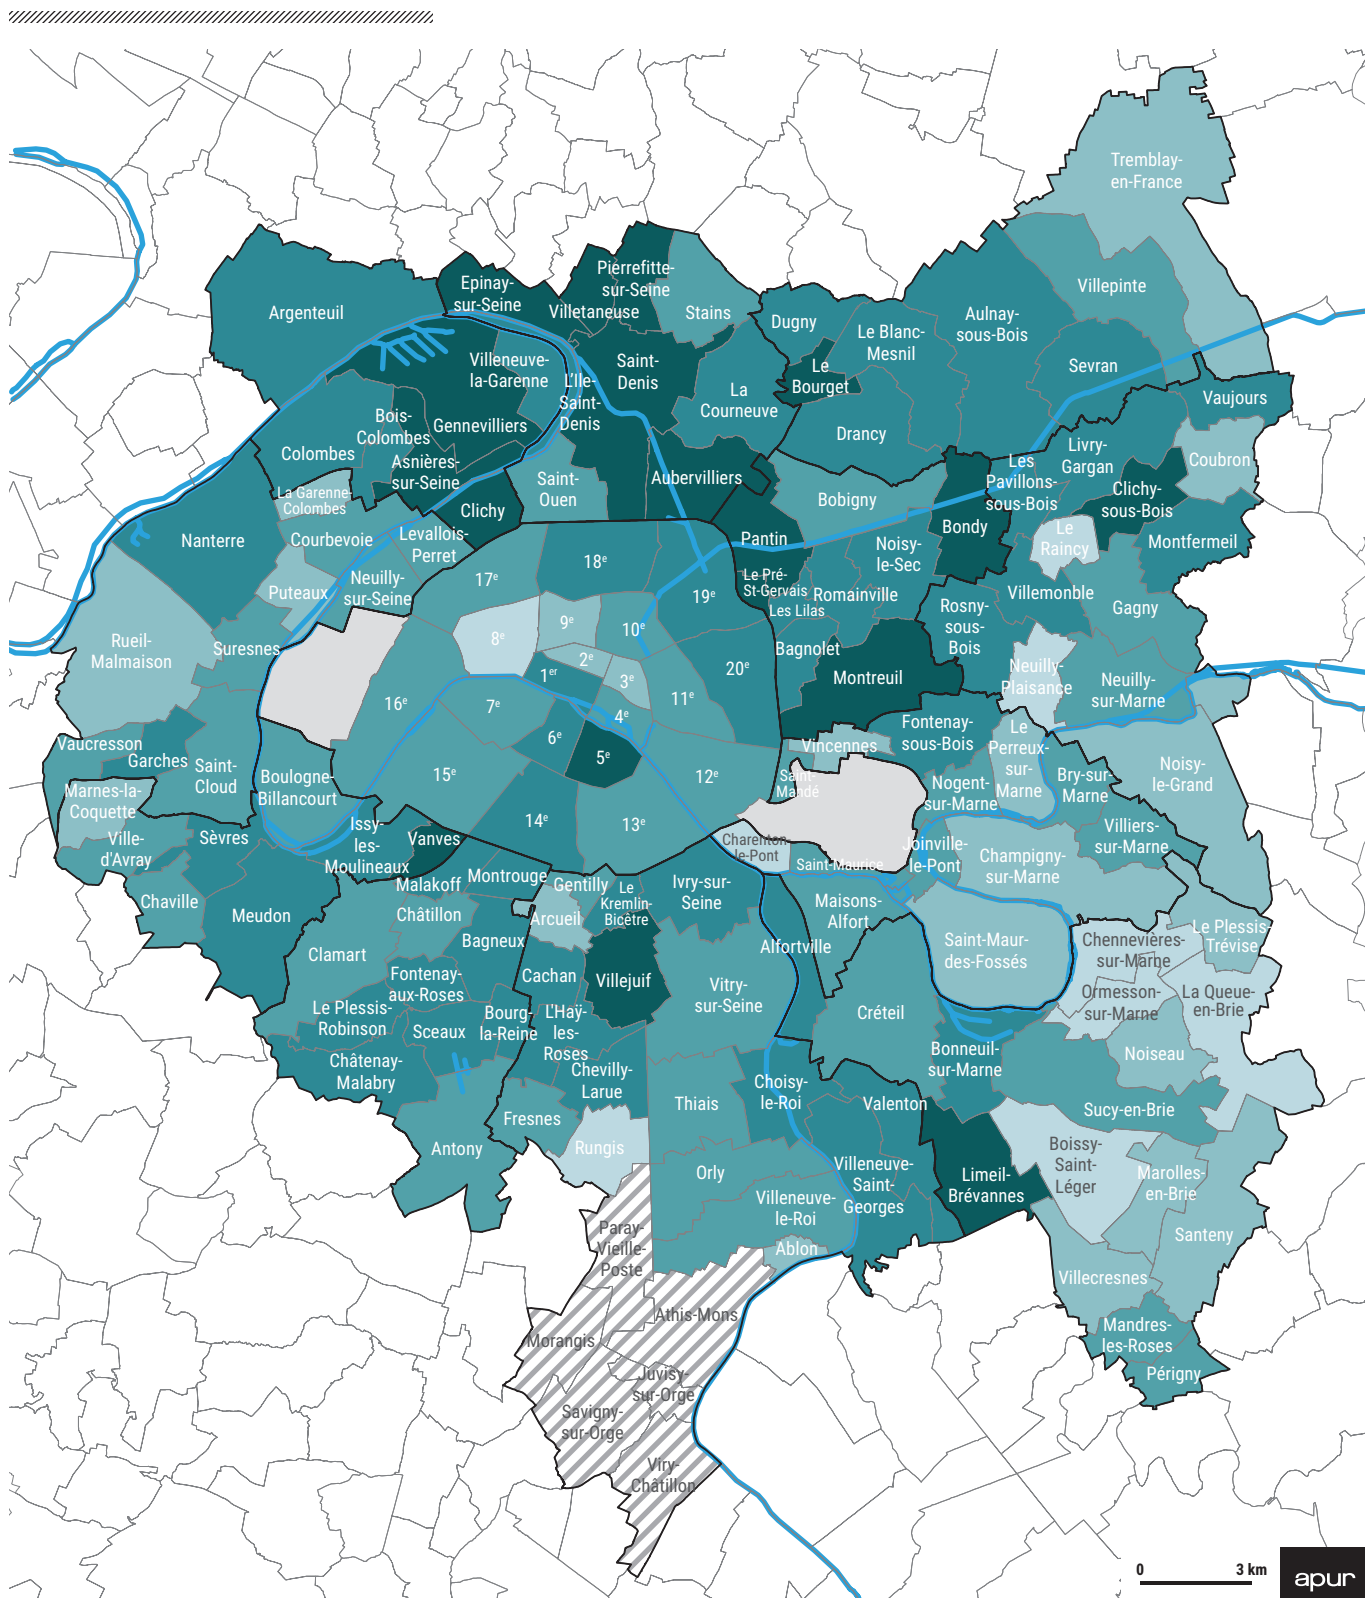 Tremblay-
en-France
Villepinte
Pierrefitte-
sur-Seine
Epinay-
sur-Seine
Villetaneuse
Argenteuil
Stains
Dugny
Aulnay-
sous-Bois
Le Blanc-
Mesnil
Villeneuve-
la-Garenne
Saint-
Denis
L'Ile-
Saint-
Denis
Le
Bourget
Sevran
La
Courneuve
Vaujours
Bois-
Colombes
Gennevilliers
Drancy
Colombes
Livry-
Gargan
Les
Pavillons-
sous-Bois
Coubron
Asnières-
sur-Seine
Aubervilliers
Saint-
Ouen
Clichy-
sous-Bois
La Garenne-
Colombes
Bobigny
Clichy
Bondy
Nanterre
Courbevoie
Levallois-
Perret
Pantin
Le
Raincy
Montfermeil
Noisy-
le-Sec
18e
17e
Neuilly-
sur-Seine
Puteaux
Le Pré-
St-Gervais
Romainville
Les Lilas
19e
Villemonble
Gagny
Rosny-
sous-
Bois
9e
10e
8e
Rueil-
Malmaison
Suresnes
Bagnolet
2e
1er
3e
20e
Montreuil
Neuilly-
Plaisance
Neuilly-
sur-Marne
16e
7e
11e
4e
6e
5e
Fontenay-
sous-Bois
Vincennes
Le
Perreux-
sur-
Marne
Vaucresson
Garches
Saint-
Cloud
Boulogne-
Billancourt
15e
12e
Saint-
Mandé
Nogent-
sur-Marne
Bry-sur-
Marne
Noisy-
le-Grand
Marnes-la-
Coquette
14e
13e
Sèvres
Issy-
les-
Moulineaux
Vanves
Ville-
d'Avray
Charenton-
le-Pont
Saint-Maurice
Joinville-
le-Pont
Villiers-
sur-Marne
Champigny-
sur-Marne
Malakoff
Montrouge
Gentilly
Le
Kremlin-
Bicêtre
Ivry-sur-
Seine
Chaville
Meudon
Châtillon
Arcueil
Maisons-
Alfort
Bagneux
Alfortville
Saint-Maur-
des-Fossés
Chennevières-
sur-Marne
Le Plessis-
Trévise
Clamart
Fontenay-
aux-Roses
Cachan
Villejuif
Vitry-
sur-Seine
Ormesson-
sur-Marne
La Queue-
en-Brie
Le Plessis-
Robinson
Sceaux
Bourg-
la-Reine
L'Haÿ-
les-
Roses
Créteil
Bonneuil-
sur-Marne
Noiseau
Châtenay-
Malabry
Chevilly-
Larue
Choisy-
le-Roi
Thiais
Valenton
Sucy-en-Brie
Fresnes
Antony
Rungis
Orly
Villeneuve-
Saint-
Georges
Limeil-
Brévannes
Boissy-
Saint-
Léger
Marolles-
en-Brie
Villeneuve-
le-Roi
Santeny
Paray-
Vieille-
Poste
Ablon
Villecresnes
Athis-Mons
Morangis
Mandres-
les-Roses
Périgny
Juvisy-
sur-Orge
Savigny-
sur-Orge
Viry-
Châtillon
0 3 km
apur